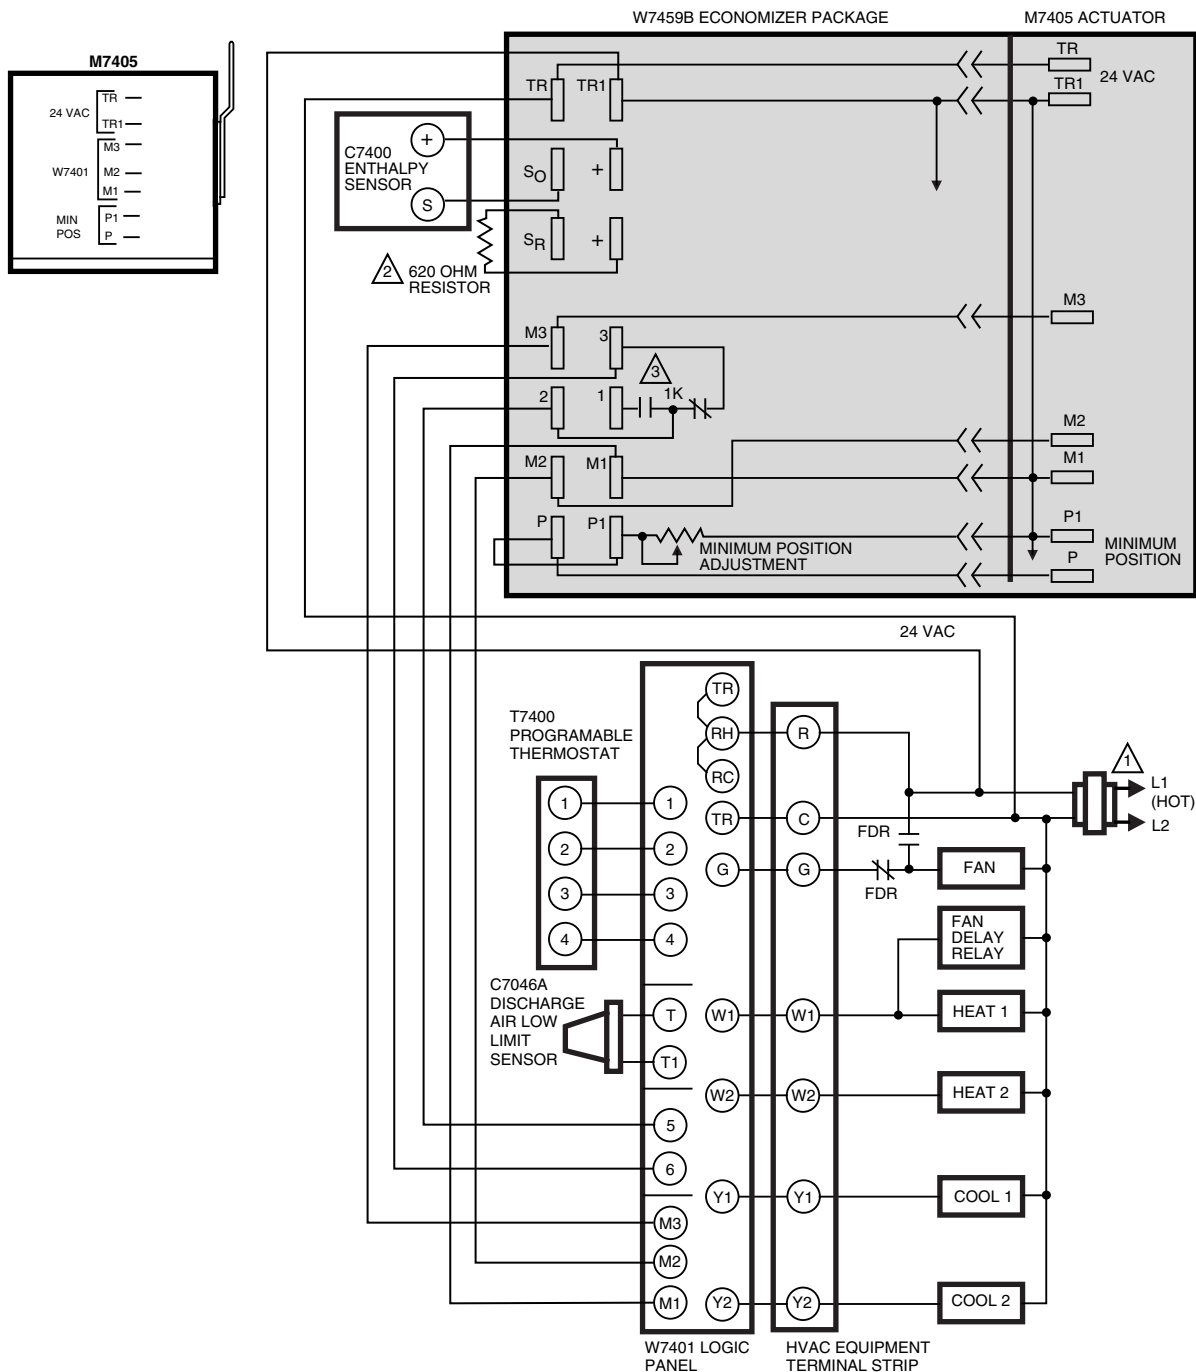 W7459B ECONOMIZER PACKAGE
M7405 ACTUATOR
M7405
24 VAC
TR
TR1
W7401
M3
M2
M1
MIN
POS
P1
P
C7400
ENTHALPY
SENSOR
+
S
2
620 OHM
RESISTOR
TR
TR1
SO
+
SR
+
M3
3
3
2
1
1K
M2
M1
P
P1
MINIMUM POSITION
ADJUSTMENT
TR
24 VAC
TR1
M3
M2
M1
P1
MINIMUM
POSITION
P
24 VAC
T7400
PROGRAMABLE
THERMOSTAT
1
2
3
4
C7046A
DISCHARGE
AIR LOW
LIMIT
SENSOR
1
2
3
4
T
T1
5
6
M3
M2
M1
TR
RH
RC
TR
G
W1
W2
Y1
Y2
W7401 LOGIC
PANEL
R
C
G
W1
W2
Y1
Y2
HVAC EQUIPMENT
TERMINAL STRIP
FDR
FDR
1
L1
(HOT)
L2
FAN
FAN
DELAY
RELAY
HEAT 1
HEAT 2
COOL 1
COOL 2